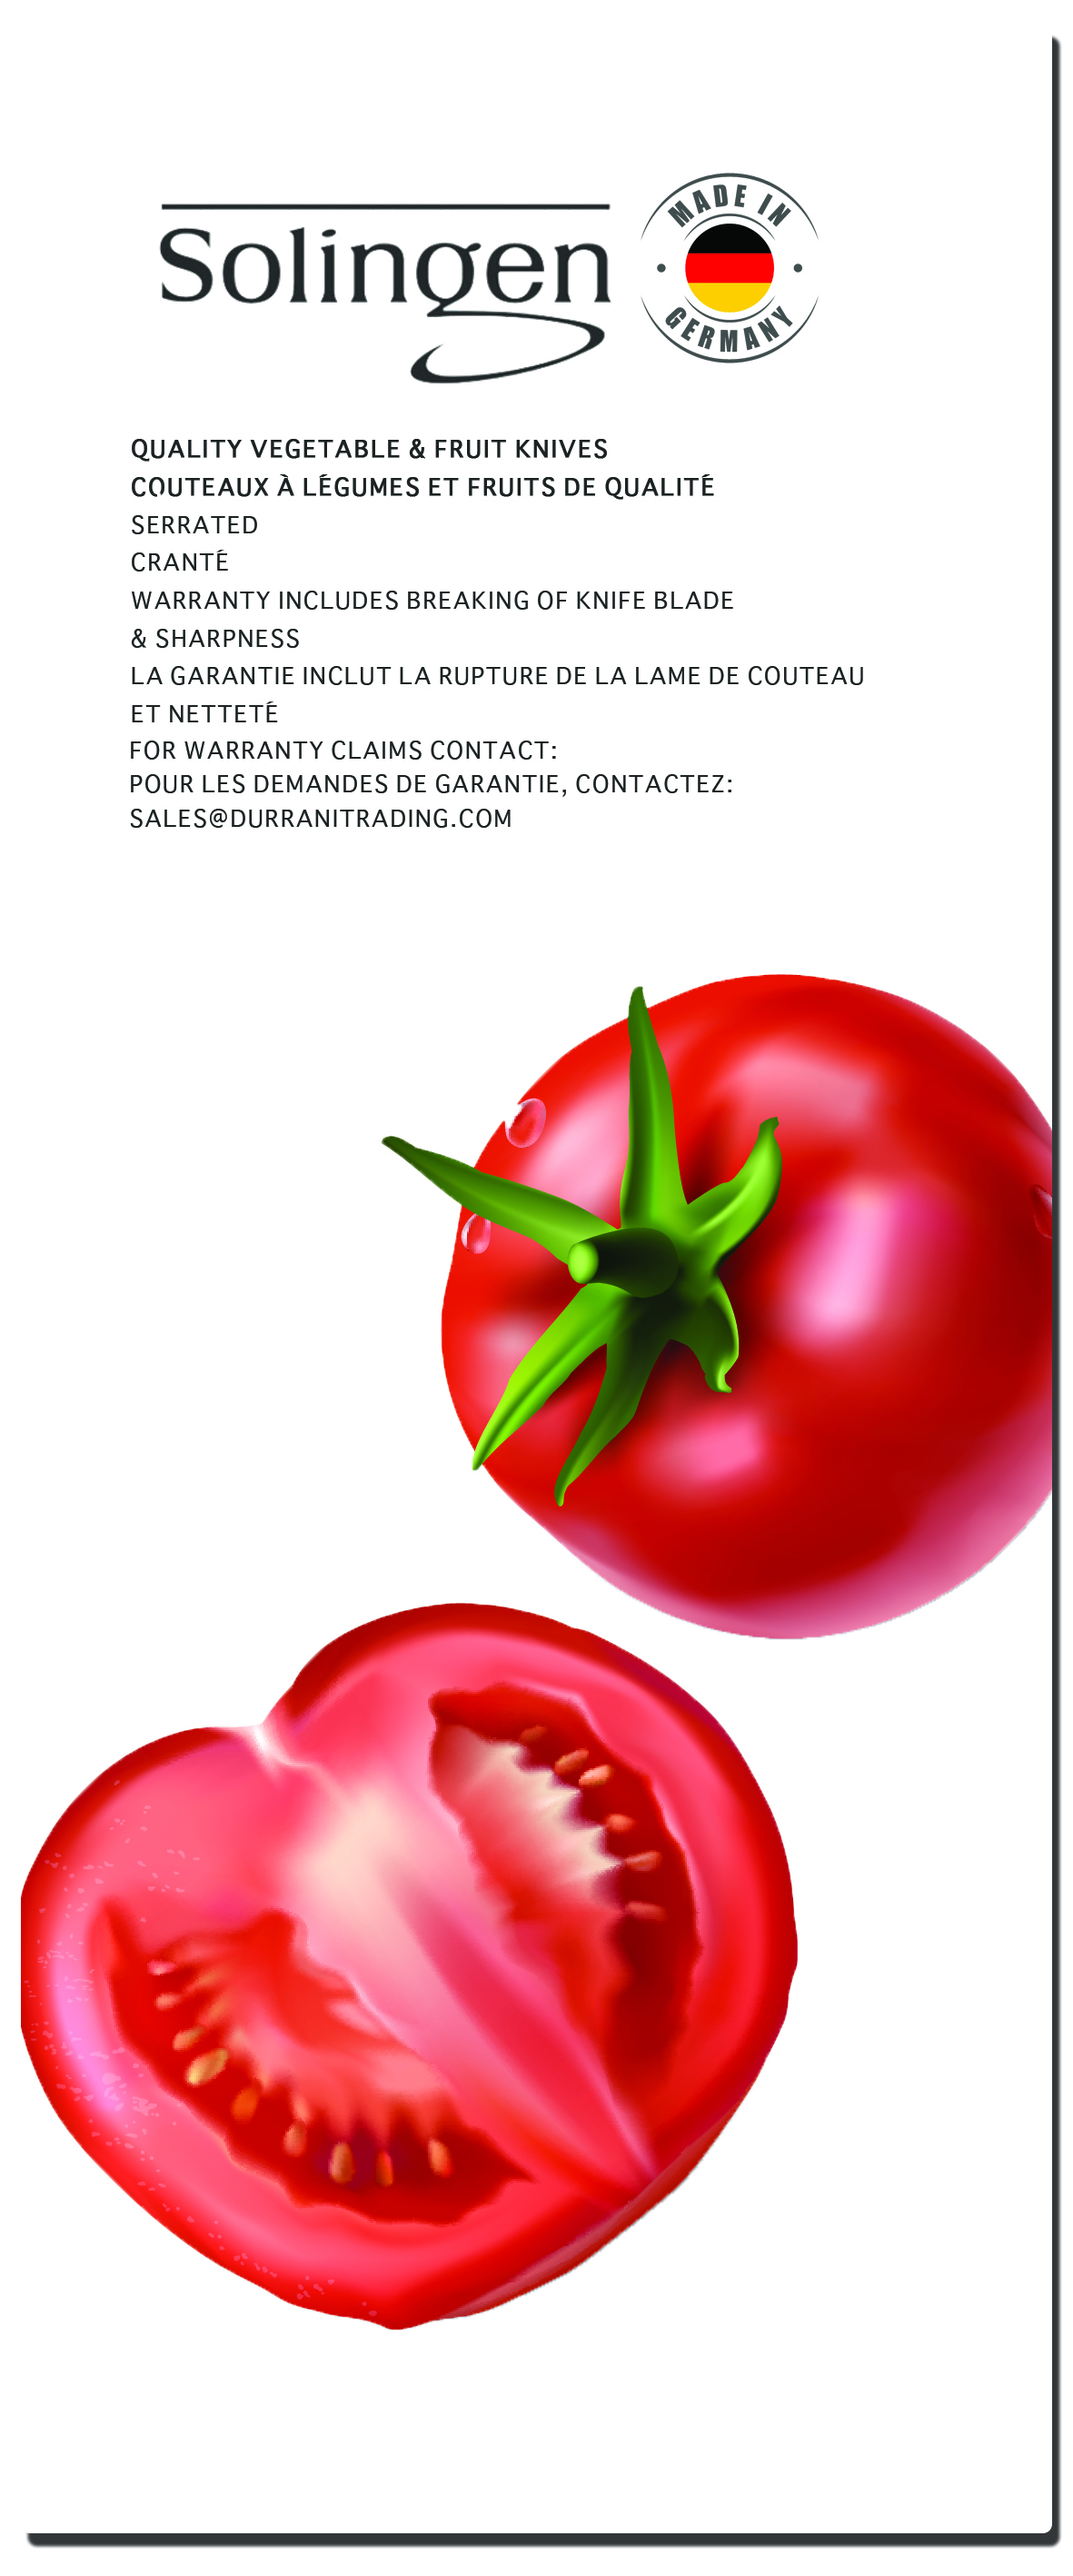 Solingen
MADE IN
GERMANY
QUALITY VEGETABLE & FRUIT KNIVES
COUTEAUX À LÉGUMES ET FRUITS DE QUALITÉ
SERRATED
CRANTÉ
WARRANTY INCLUDES BREAKING OF KNIFE BLADE
& SHARPNESS
LA GARANTIE INCLUT LA RUPTURE DE LA LAME DE COUTEAU
ET NETTETÉ
FOR WARRANTY CLAIMS CONTACT:
POUR LES DEMANDES DE GARANTIE, CONTACTEZ:
SALES@DURRANITRADING.COM